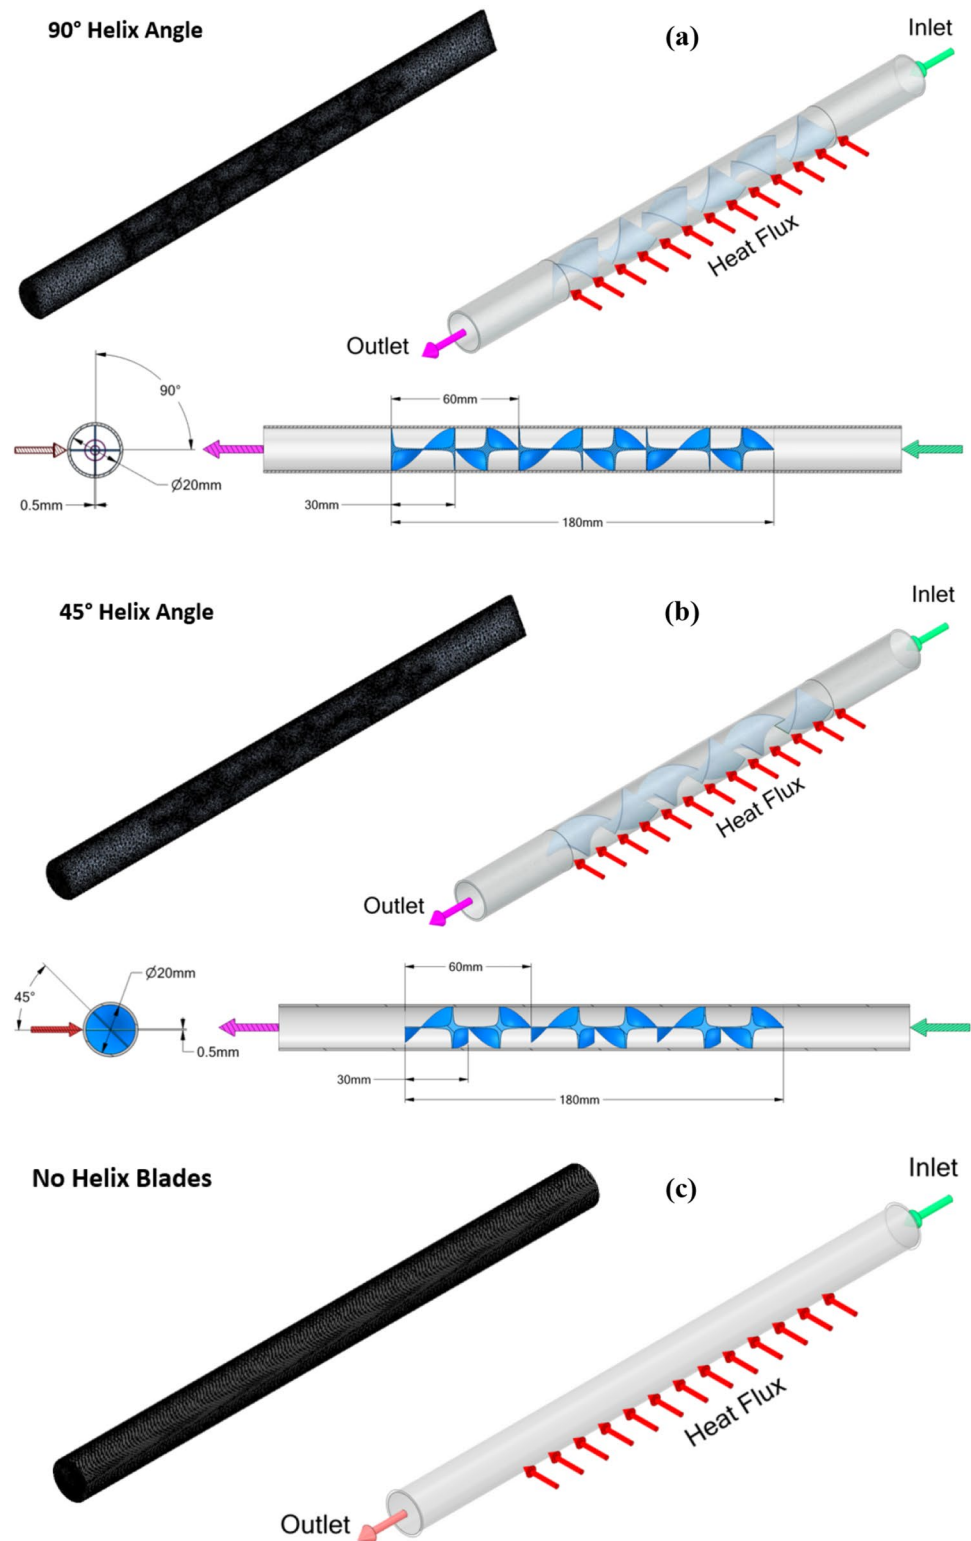 90° Helix Angle
(a)
Inlet
Heat Flux
Outlet
90°
60mm
Ø20mm
0.5mm
30mm
180mm
45° Helix Angle
(b)
Inlet
Heat Flux
Outlet
60mm
Ø20mm
45°
0.5mm
30mm
180mm
No Helix Blades
(c)
Inlet
Heat Flux
Outlet